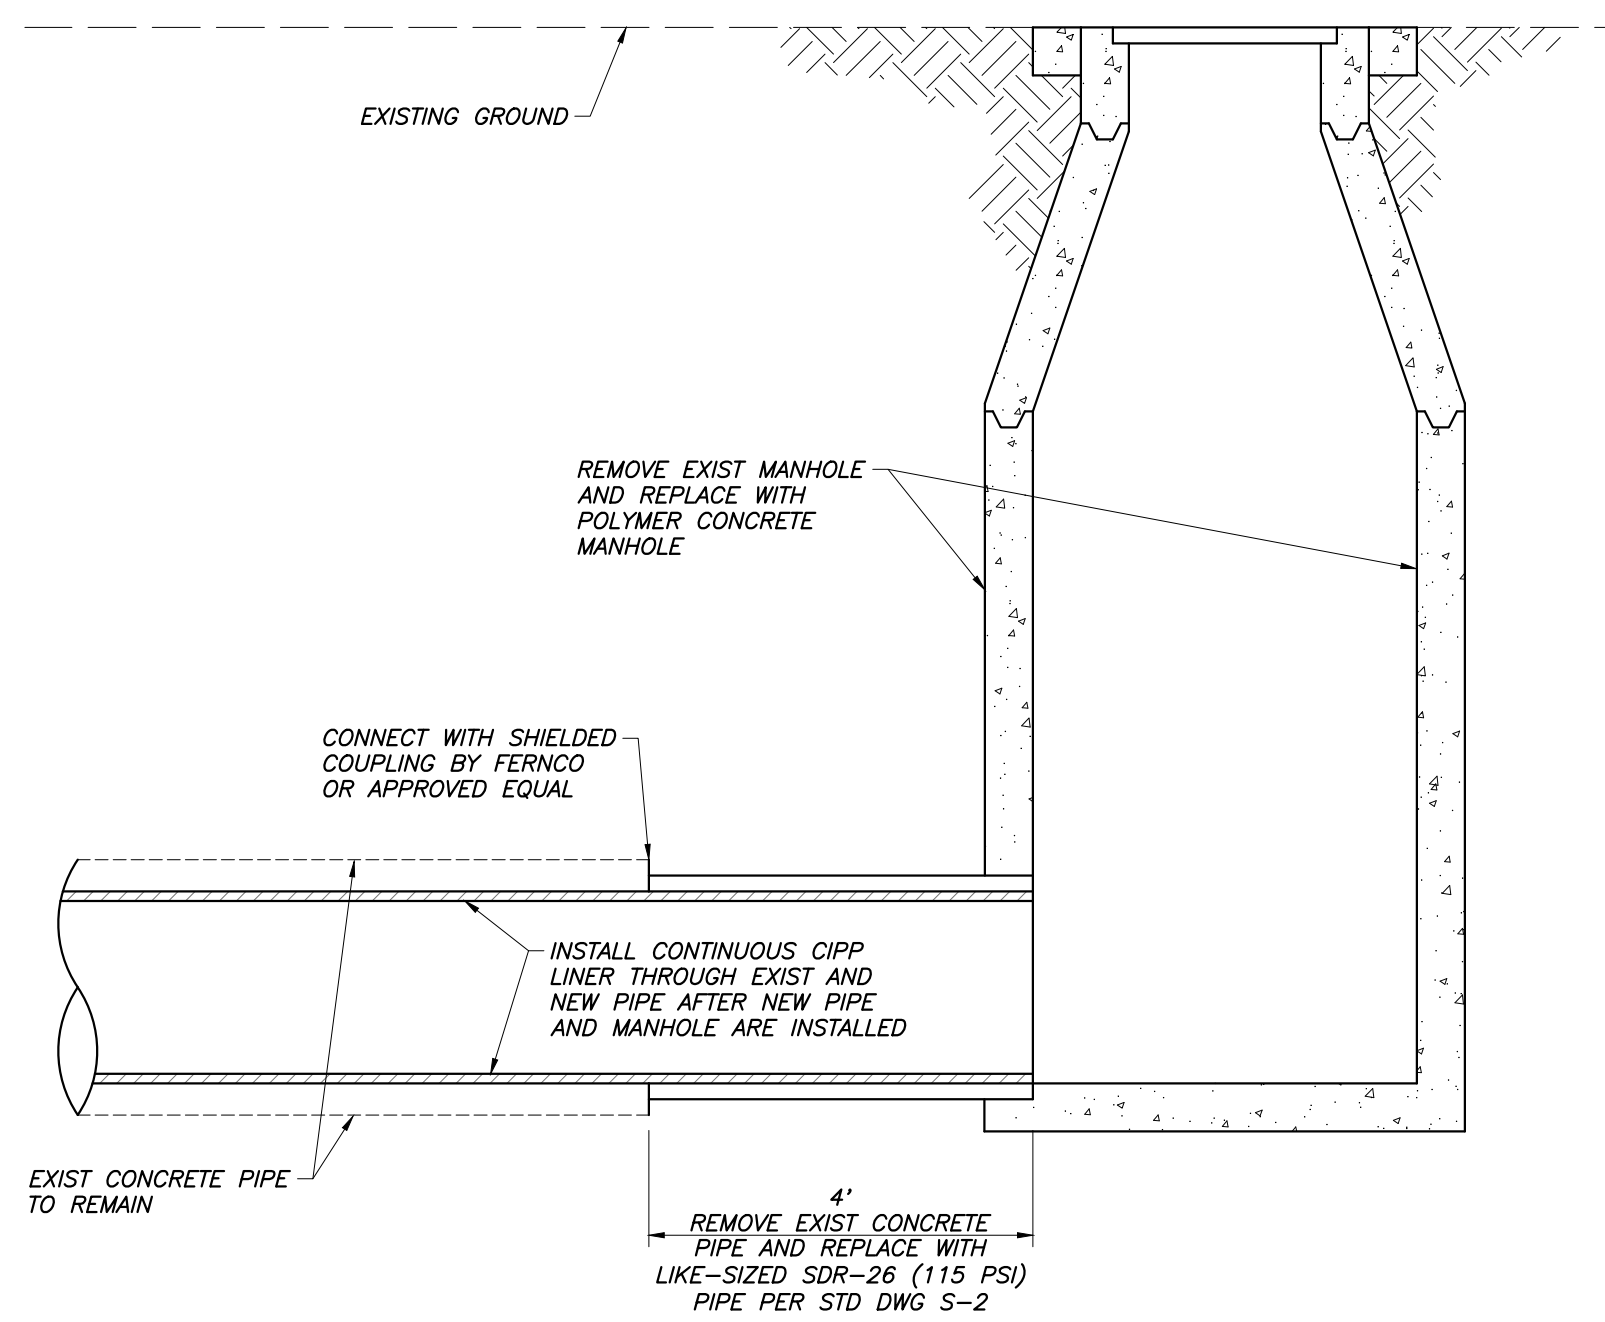 EXISTING GROUND
REMOVE EXIST MANHOLE
AND REPLACE WITH
POLYMER CONCRETE
MANHOLE
CONNECT WITH SHIELDED
COUPLING BY FERNCO
OR APPROVED EQUAL
INSTALL CONTINUOUS CIPP
LINER THROUGH EXIST AND
NEW PIPE AFTER NEW PIPE
AND MANHOLE ARE INSTALLED
EXIST CONCRETE PIPE
TO REMAIN
4'
REMOVE EXIST CONCRETE
PIPE AND REPLACE WITH
LIKE-SIZED SDR-26 (115 PSI)
PIPE PER STD DWG S-2